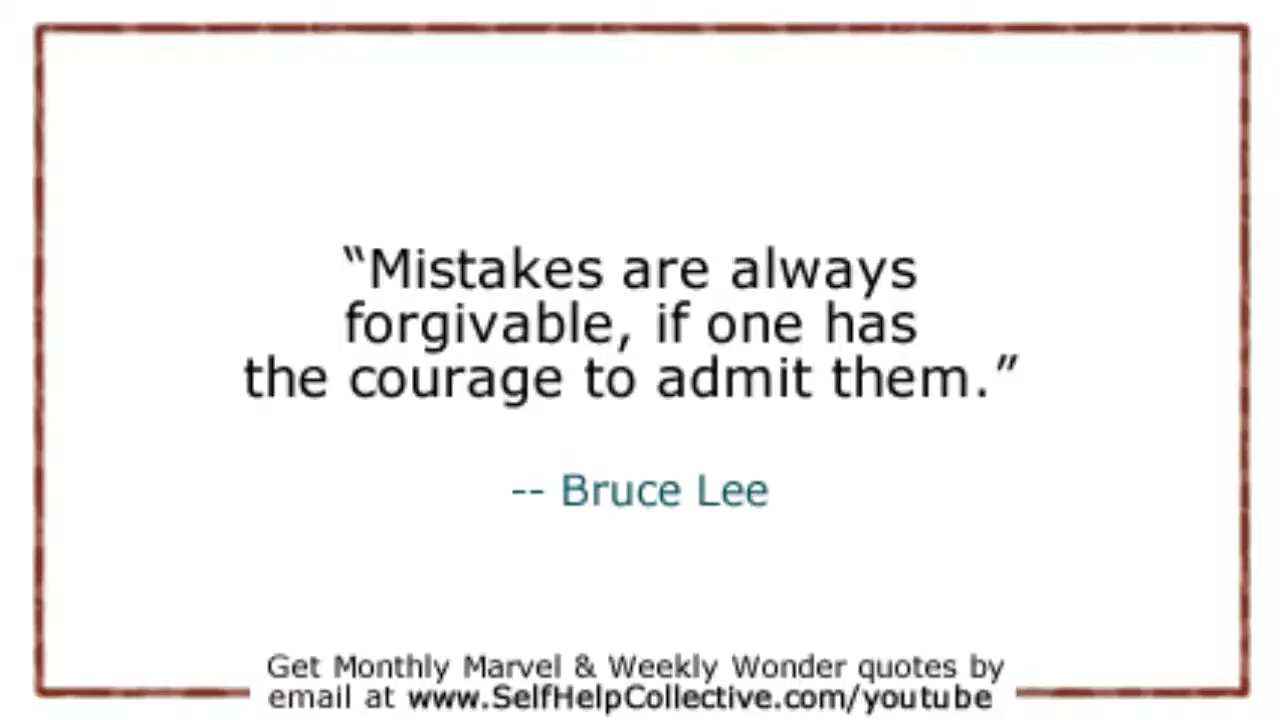 “Mistakes are always
forgivable, if one has
the courage to admit them.”
-- Bruce Lee
Get Monthly Marvel & Weekly Wonder quotes by
email at www.SelfHelpCollective.com/youtube